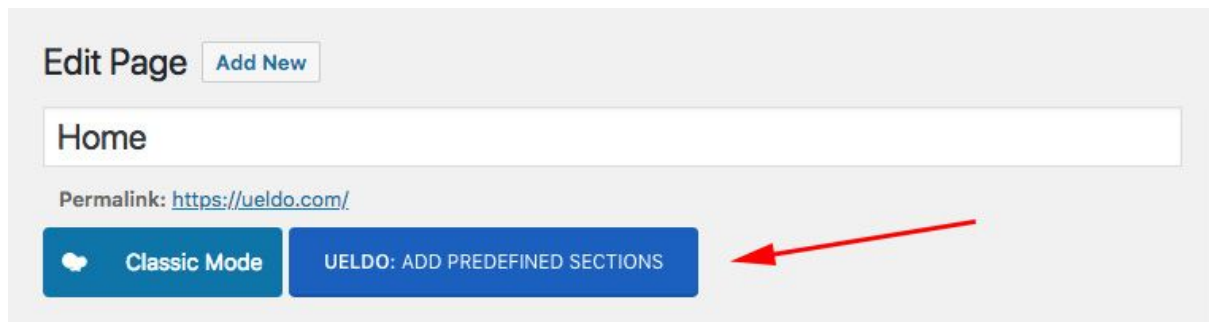 Edit Page Add New
Home
Permalink: https://ueldo.com/
Classic Mode UELDO: ADD PREDEFINED SECTIONS